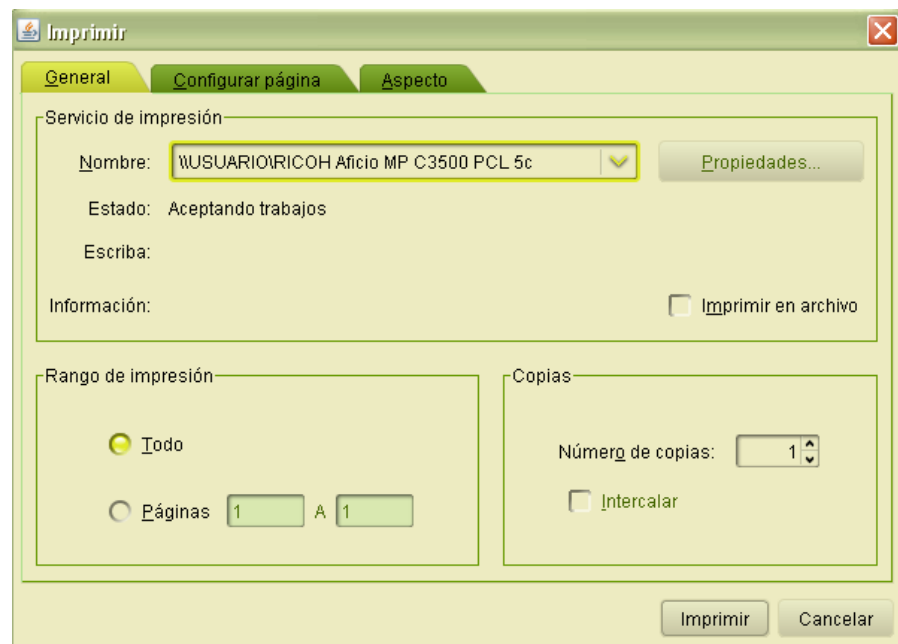 Imprimir
General Configurar página Aspecto
Servicio de impresión
Nombre: \\USUARIO\RICOH Aficio MP C3500 PCL 5c Propiedades...
Estado: Aceptando trabajos
Escriba:
Información: Imprimir en archivo
Rango de impresión Copias
Todo Número de copias: 1
Intercalar
Páginas 1 A 1
Imprimir Cancelar